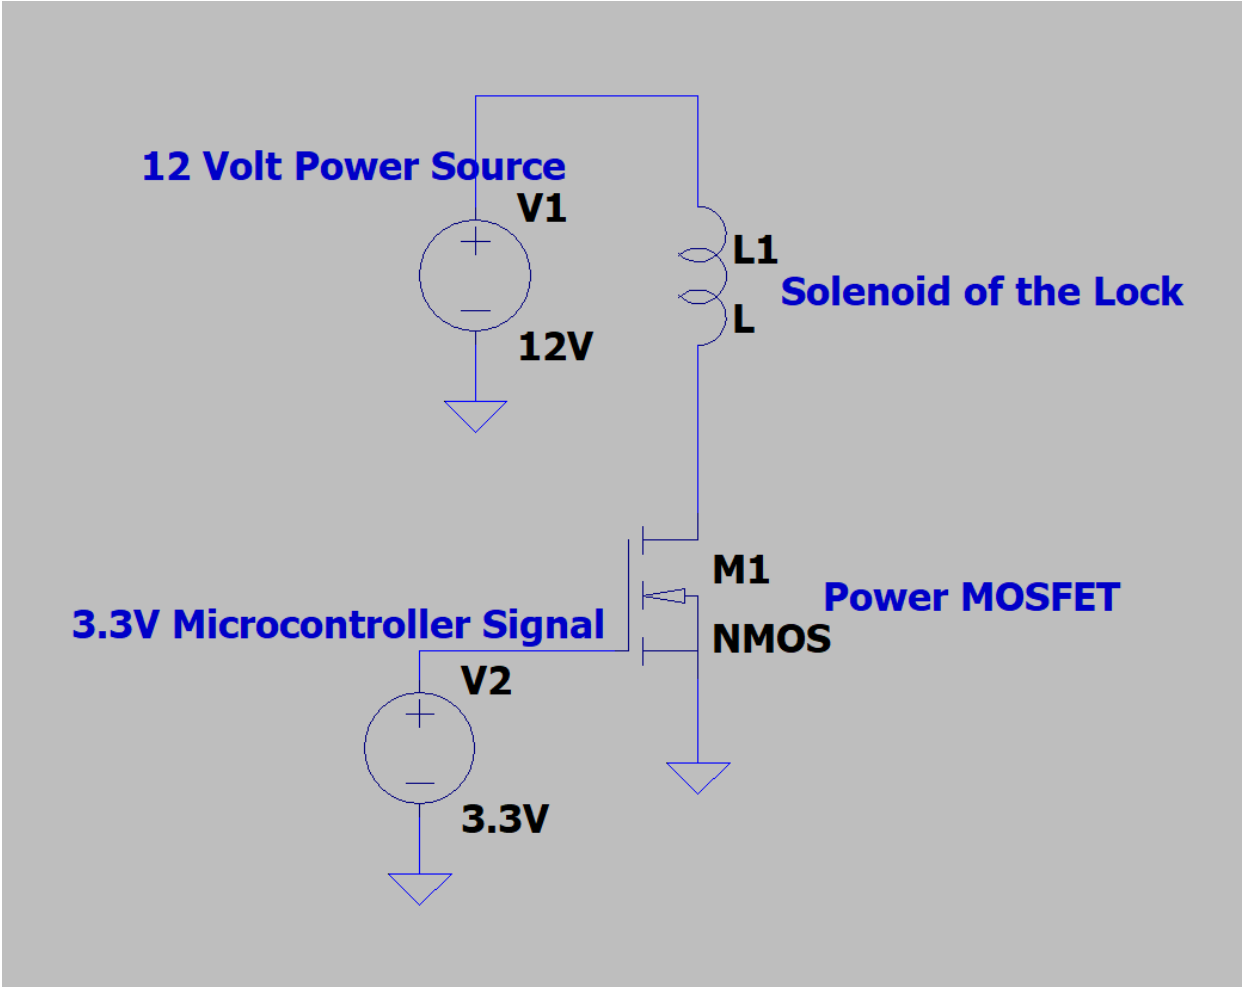 12 Volt Power Source
V1
12V
L1
Solenoid of the Lock
L
M1
Power MOSFET
NMOS
3.3V Microcontroller Signal
V2
3.3V